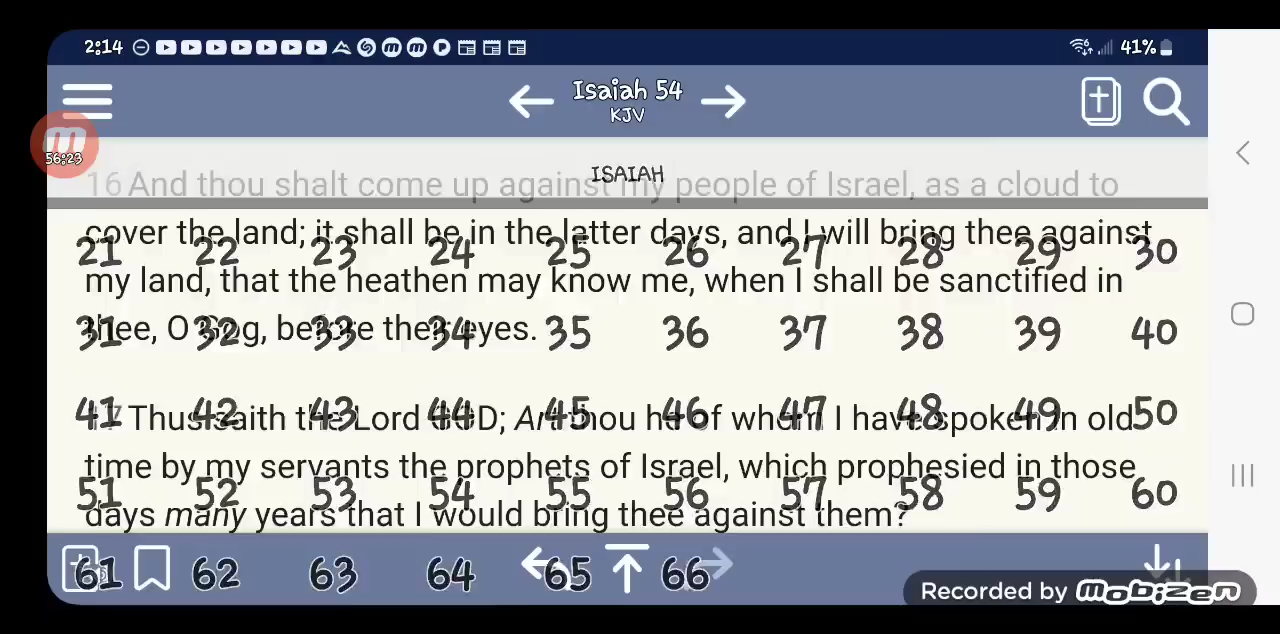 2:14 41%
Isaiah 54
KJV
56:23
ISAIAH
16 And thou shalt come up against my people of Israel, as a cloud to
cover the land; it shall be in the latter days, and I will bring thee against
21 22 23 24 25 26 27 28 29 30
my land, that the heathen may know me, when I shall be sanctified in
thee, O Gog, before their eyes.
31 32 33 34 35 36 37 38 39 40
17 Thus saith the Lord GOD; Art thou he of whom I have spoken in old
41 42 43 44 45 46 47 48 49 50
time by my servants the prophets of Israel, which prophesied in those
51 52 53 54 55 56 57 58 59 60
days many years that I would bring thee against them?
61 62 63 64 65 66
Recorded by mobizen